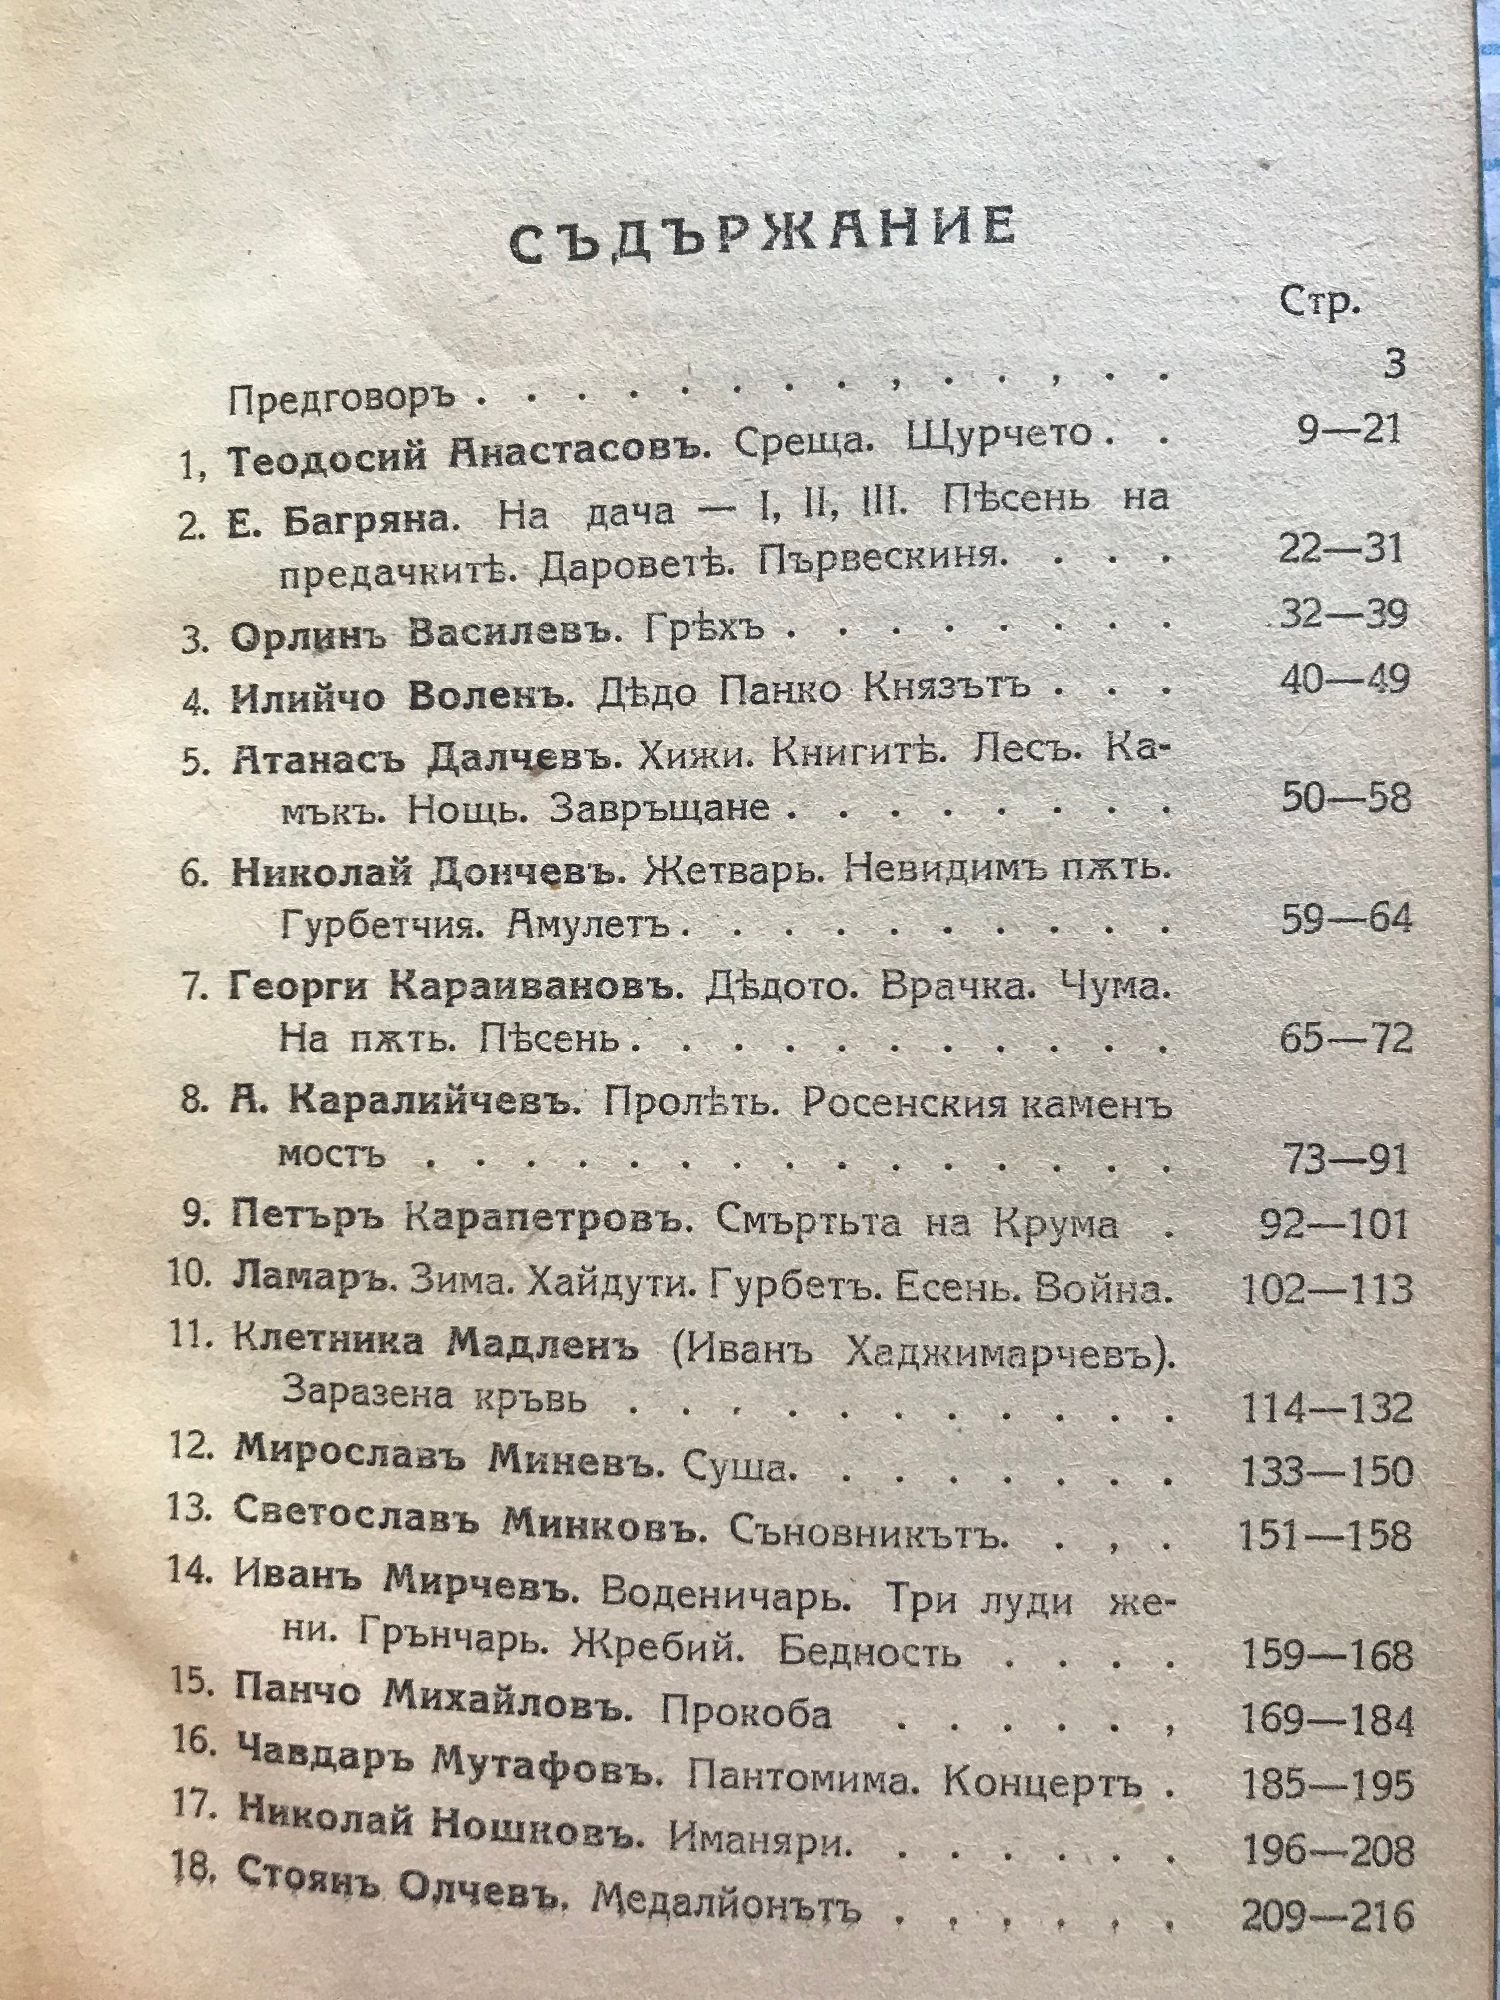 СЪДЪРЖАНИЕ
Стр.
Предговоръ . . . . . . . . , . . , . . 3
1, Теодосий Анастасовъ. Среща. Щурчето . . 9—21
2. Е. Багряна. На дача — I, II, III. Пѣсень на
предачкитѣ. Дароветѣ. Първескиня. . . . 22—31
3. Орлинъ Василевъ. Грѣхъ . . . . . . . . 32—39
4. Илийчо Воленъ. Дѣдо Панко Князътъ . . . 40—49
5. Атанасъ Далчевъ. Хижи. Книгитѣ. Лесъ. Ка-
мъкъ. Нощь. Завръщане . . . . . . . . 50—58
6. Николай Дончевъ. Жетварь. Невидимъ пѫть.
Гурбетчия. Амулетъ . . . . . . . . . . 59—64
7. Георги Караивановъ. Дѣдото. Врачка. Чума.
На пѫть. Пѣсень . . . . . . . . . . . 65—72
8. А. Каралийчевъ. Пролѣть. Росенския каменъ
мостъ . . . . . . . . . . . . . . . 73—91
9. Петъръ Карапетровъ. Смъртьта на Крума . 92—101
10. Ламаръ. Зима. Хайдути. Гурбетъ. Есень. Война. 102—113
11. Клетника Мадленъ (Иванъ Хаджимарчевъ).
Заразена кръвь . . . . . . . . . . . 114—132
12. Мирославъ Миневъ. Суша. . . . . . . . 133—150
13. Светославъ Минковъ. Съновникътъ. . , . 151—158
14. Иванъ Мирчевъ. Воденичарь. Три луди же-
ни. Грънчарь. Жребий. Бедность . . . . 159—168
15. Панчо Михайловъ. Прокоба . . . . . , 169—184
16. Чавдаръ Мутафовъ. Пантомима. Концертъ . 185—195
17. Николай Ношковъ. Иманяри. . . . . . . 196—208
18. Стоянъ Олчевъ. Медалйонътъ . , , , , , 209—216